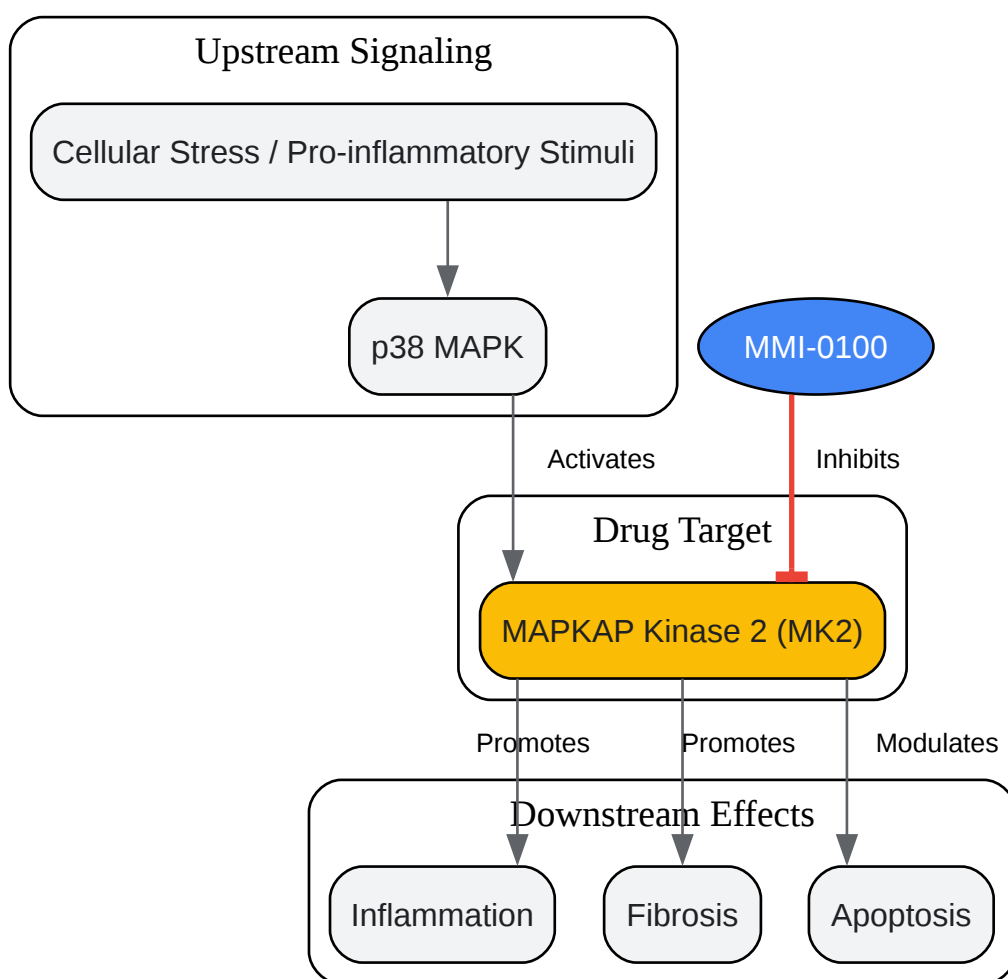 Upstream Signaling
Cellular Stress / Pro-inflammatory Stimuli
p38 MAPK
MMI-0100
Activates
Inhibits
Drug Target
MAPKAP Kinase 2 (MK2)
Promotes
Promotes
Modulates
Downstream Effects
Inflammation
Fibrosis
Apoptosis